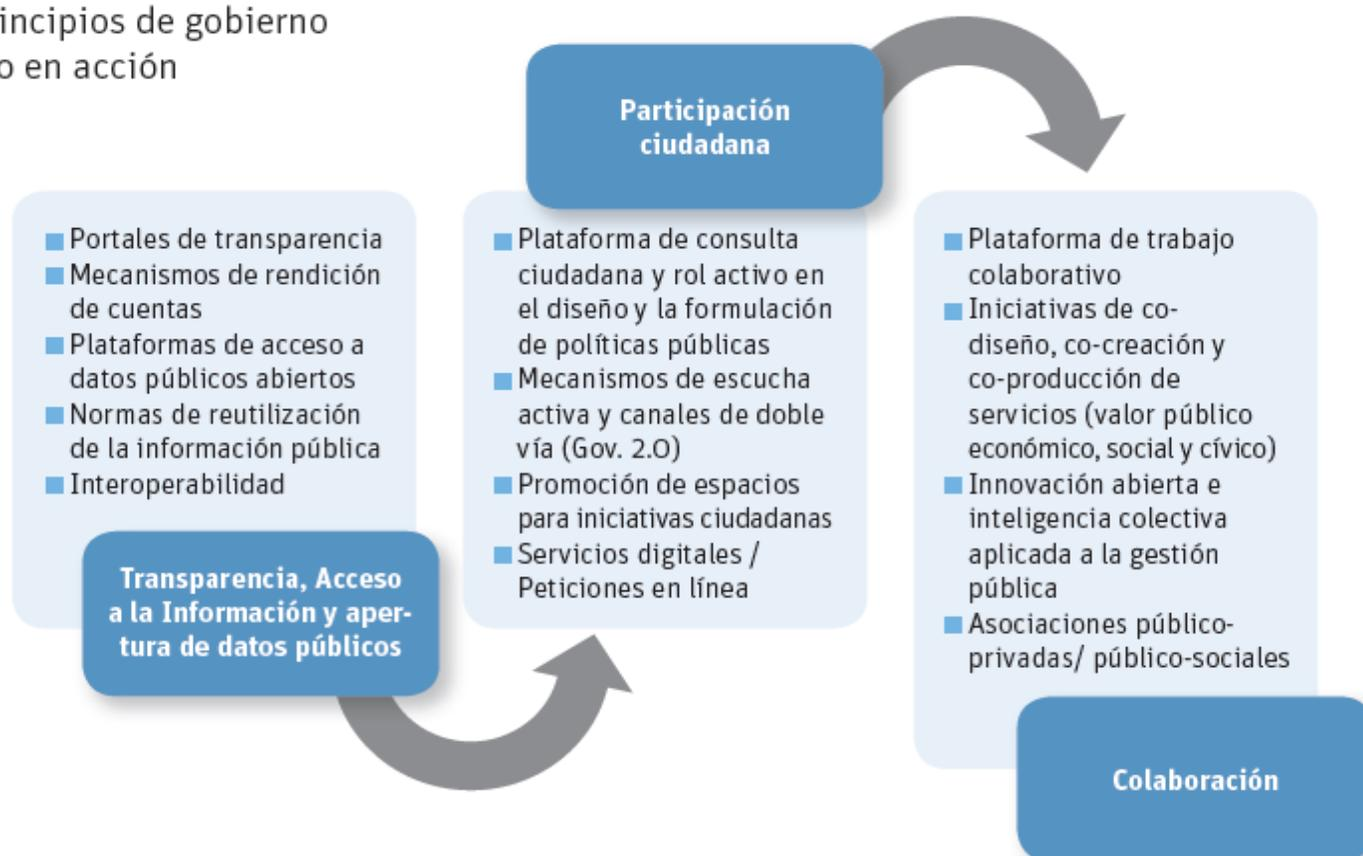 incipios de gobierno
o en acción
Portales de transparencia
Mecanismos de rendición
de cuentas
Plataformas de acceso a
datos públicos abiertos
Normas de reutilización
de la información pública
Interoperabilidad
Transparencia, Acceso
a la Información y aper-
tura de datos públicos
Participación
ciudadana
Plataforma de consulta
ciudadana y rol activo en
el diseño y la formulación
de políticas públicas
Mecanismos de escucha
activa y canales de doble
vía (Gov. 2.0)
Promoción de espacios
para iniciativas ciudadanas
Servicios digitales /
Peticiones en línea
Plataforma de trabajo
colaborativo
Iniciativas de co-
diseño, co-creación y
co-producción de
servicios (valor público
económico, social y cívico)
Innovación abierta e
inteligencia colectiva
aplicada a la gestión
pública
Asociaciones público-
privadas/ público-sociales
Colaboración